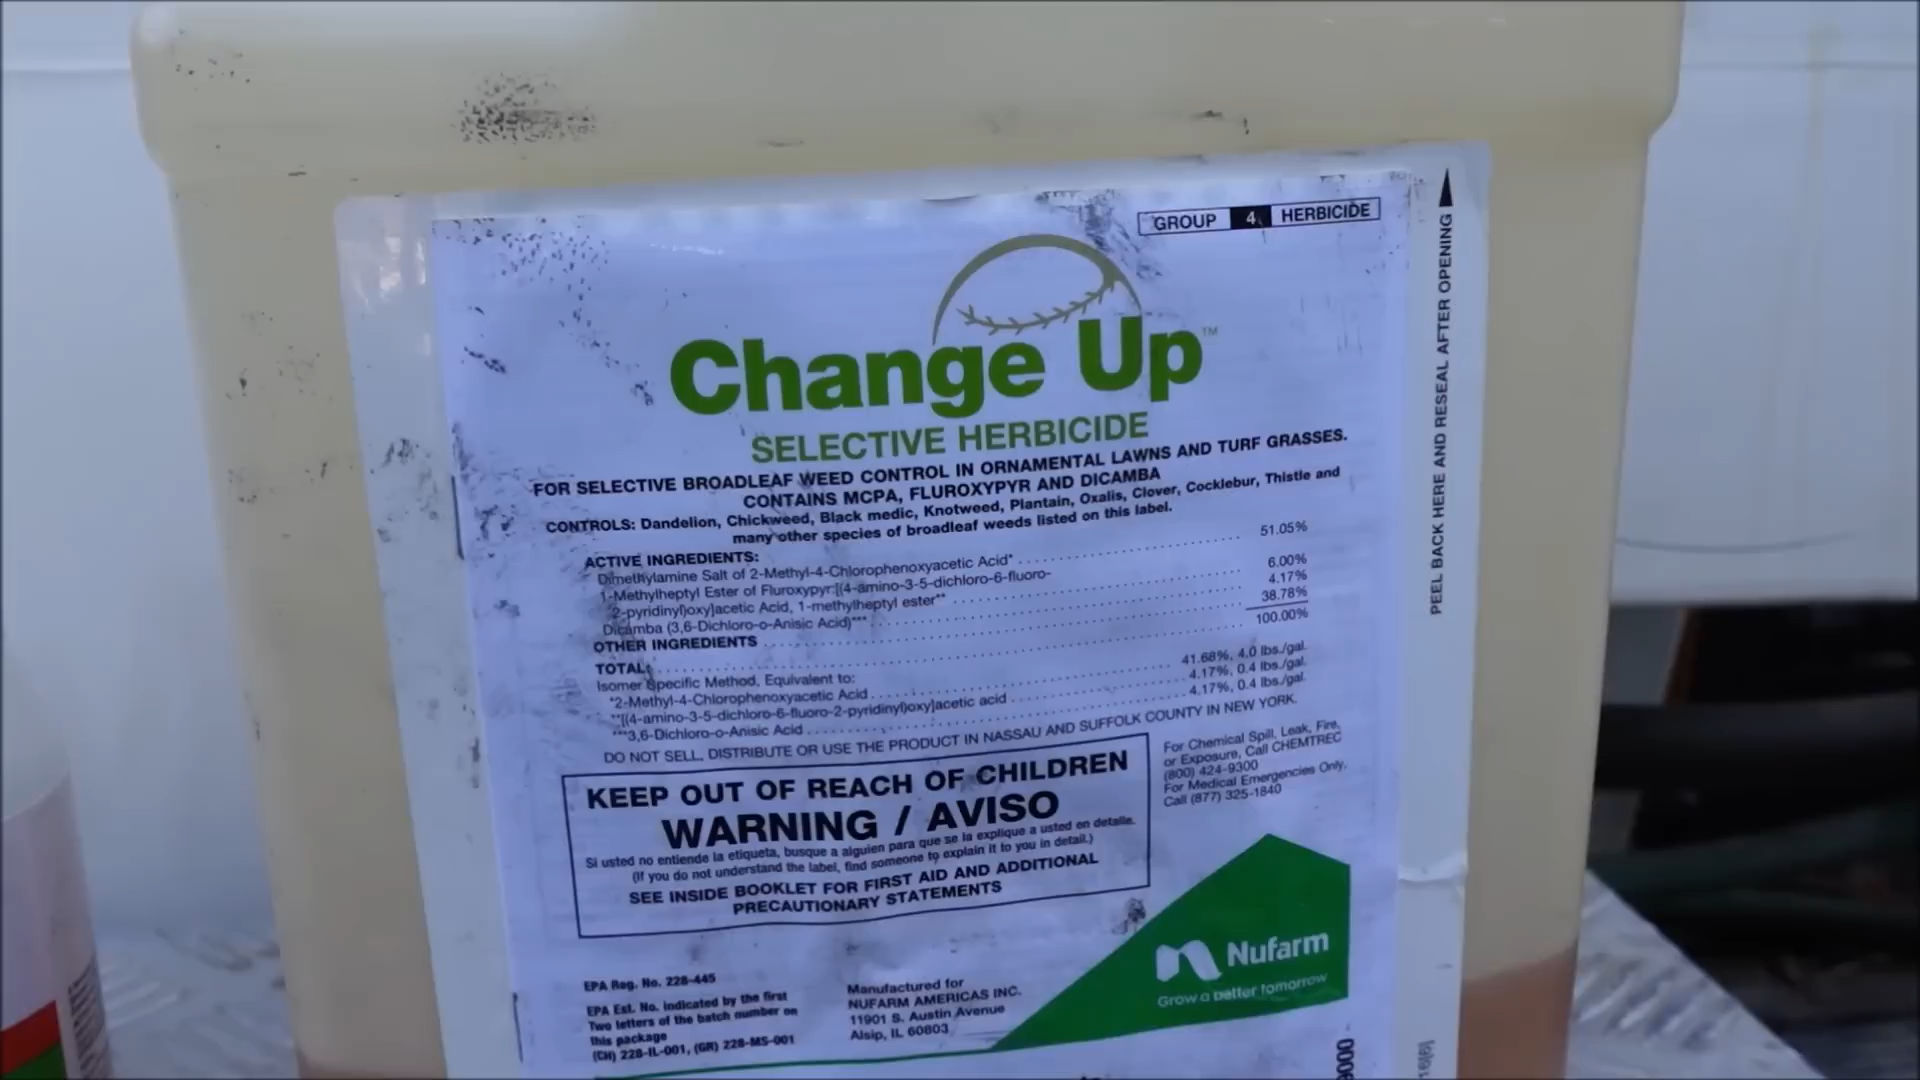 GROUP 4 HERBICIDE
Change Up™
SELECTIVE HERBICIDE
FOR SELECTIVE BROADLEAF WEED CONTROL IN ORNAMENTAL LAWNS AND TURF GRASSES.
CONTAINS MCPA, FLUROXYPYR AND DICAMBA
CONTROLS: Dandelion, Chickweed, Black medic, Knotweed, Plantain, Oxalis, Clover, Cocklebur, Thistle and
many other species of broadleaf weeds listed on this label.
ACTIVE INGREDIENTS:
Dimethylamine Salt of 2-Methyl-4-Chlorophenoxyacetic Acid* 51.05%
1-Methylheptyl Ester of Fluroxypyr:[(4-amino-3-5-dichloro-6-fluoro-
2-pyridinyl)oxy]acetic Acid, 1-methylheptyl ester** 6.00%
Dicamba (3,6-Dichloro-o-Anisic Acid)*** 4.17%
OTHER INGREDIENTS 38.78%
TOTAL: 100.00%
Isomer Specific Method, Equivalent to:
*2-Methyl-4-Chlorophenoxyacetic Acid 41.68%, 4.0 lbs./gal.
**[(4-amino-3-5-dichloro-6-fluoro-2-pyridinyl)oxy]acetic acid 4.17%, 0.4 lbs./gal.
***3,6-Dichloro-o-Anisic Acid 4.17%, 0.4 lbs./gal.
DO NOT SELL, DISTRIBUTE OR USE THE PRODUCT IN NASSAU AND SUFFOLK COUNTY IN NEW YORK.
KEEP OUT OF REACH OF CHILDREN
WARNING / AVISO
Si usted no entiende la etiqueta, busque a alguien para que se la explique a usted en detalle.
(If you do not understand the label, find someone to explain it to you in detail.)
SEE INSIDE BOOKLET FOR FIRST AID AND ADDITIONAL
PRECAUTIONARY STATEMENTS
For Chemical Spill, Leak, Fire,
or Exposure, Call CHEMTREC
(800) 424-9300
For Medical Emergencies Only,
Call (877) 325-1840
EPA Reg. No. 228-445
EPA Est. No. indicated by the first
Two letters of the batch number on
this package
(CH) 228-IL-001, (GR) 228-MS-001
Manufactured for
NUFARM AMERICAS INC.
11901 S. Austin Avenue
Alsip, IL 60803
Nufarm
Grow a better tomorrow
PEEL BACK HERE AND RESEAL AFTER OPENING